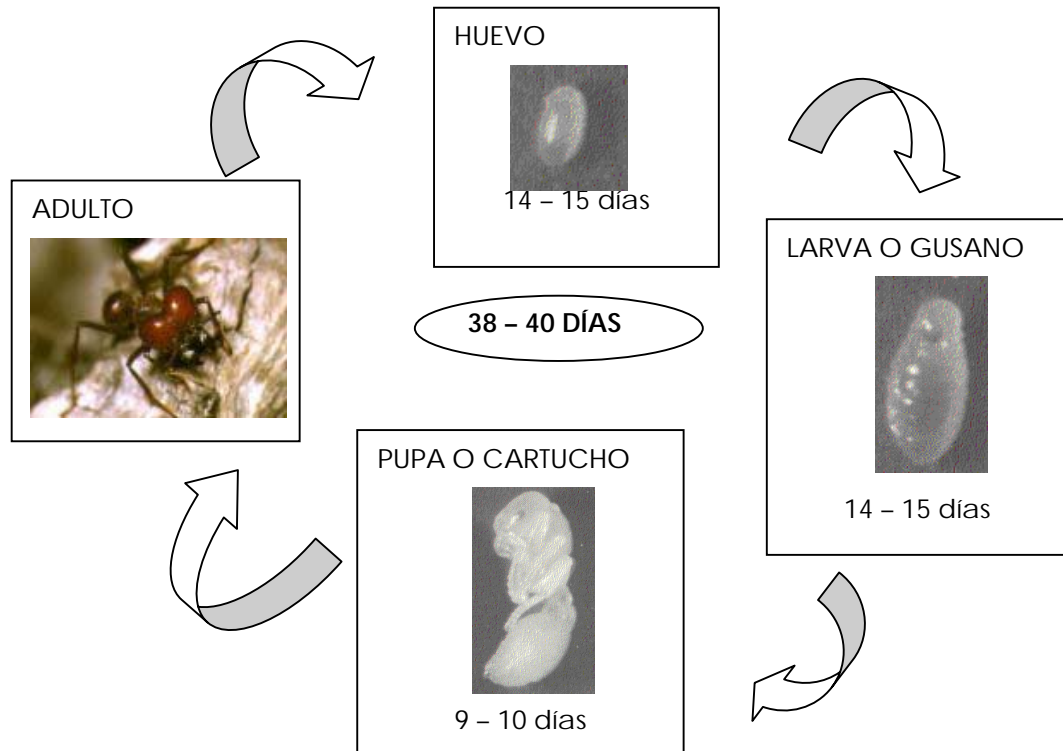 HUEVO
14 – 15 días
LARVA O GUSANO
14 – 15 días
PUPA O CARTUCHO
9 – 10 días
ADULTO
38 – 40 DÍAS